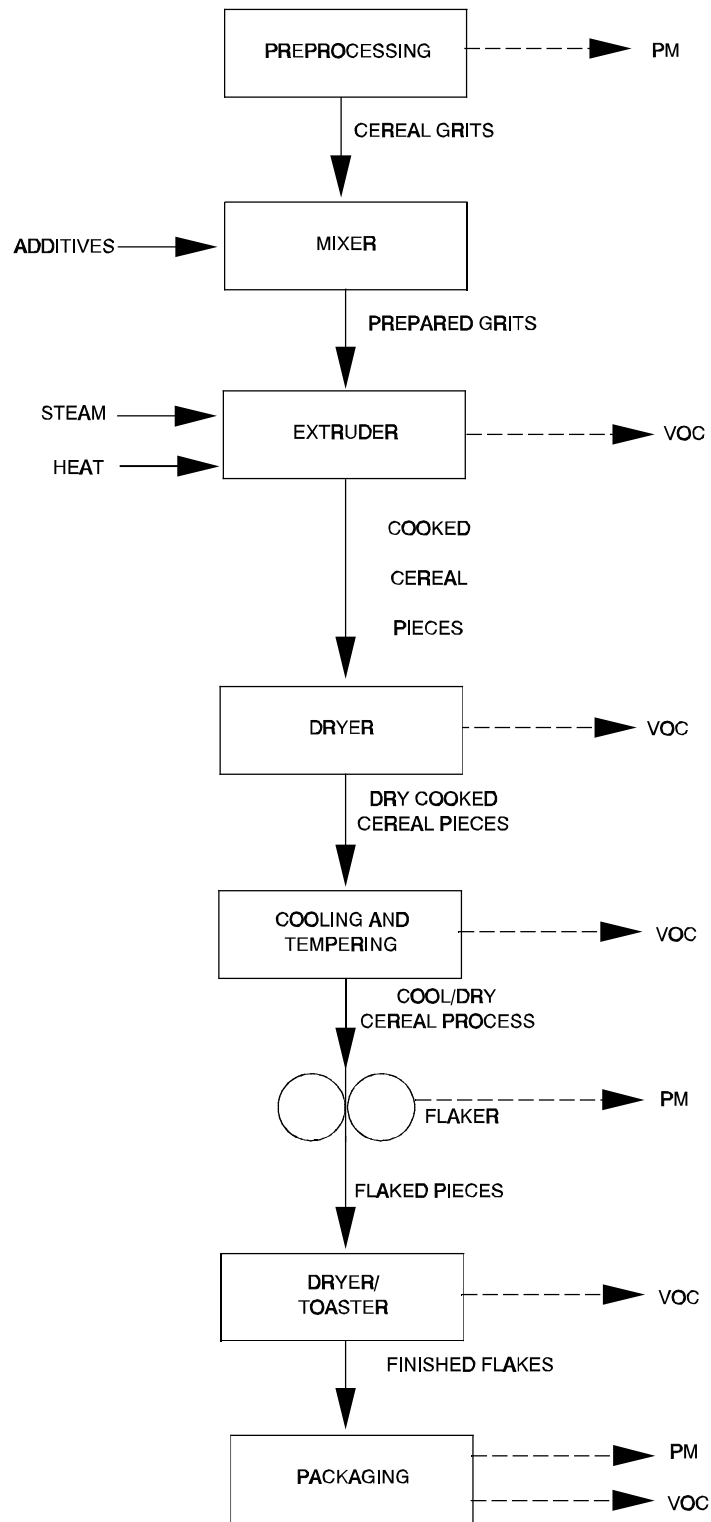 PREPROCESSING
PM
CEREAL GRITS
ADDITIVES
MIXER
PREPARED GRITS
STEAM
HEAT
EXTRUDER
VOC
COOKED
CEREAL
PIECES
DRYER
VOC
DRY COOKED
CEREAL PIECES
COOLING AND
TEMPERING
VOC
COOL/DRY
CEREAL PROCESS
FLAKER
PM
FLAKED PIECES
DRYER/
TOASTER
VOC
FINISHED FLAKES
PACKAGING
PM
VOC